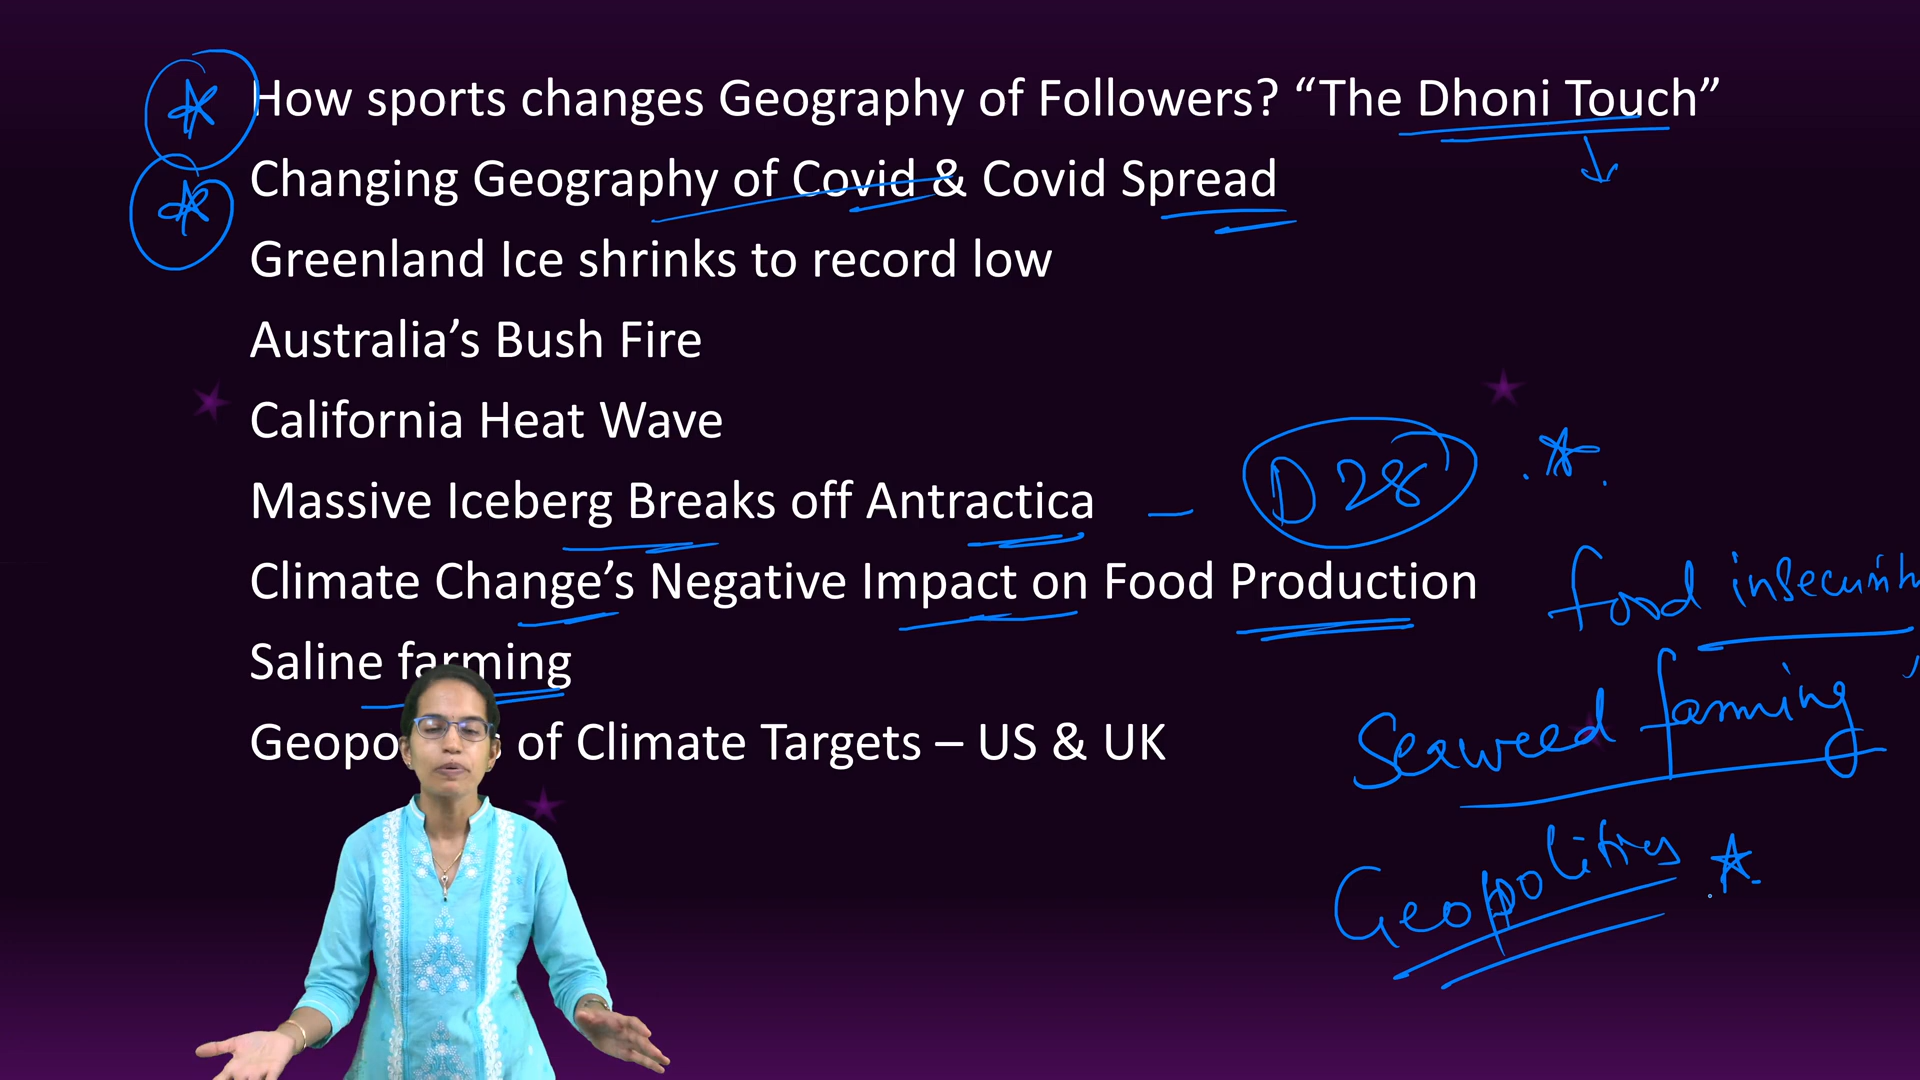 How sports changes Geography of Followers? “The Dhoni Touch”
Changing Geography of Covid & Covid Spread
Greenland Ice shrinks to record low
Australia’s Bush Fire
California Heat Wave
Massive Iceberg Breaks off Antractica – D28
Climate Change’s Negative Impact on Food Production
food
Saline farming
Seaweed farming
of Climate Targets – US & UK
Geopolitics